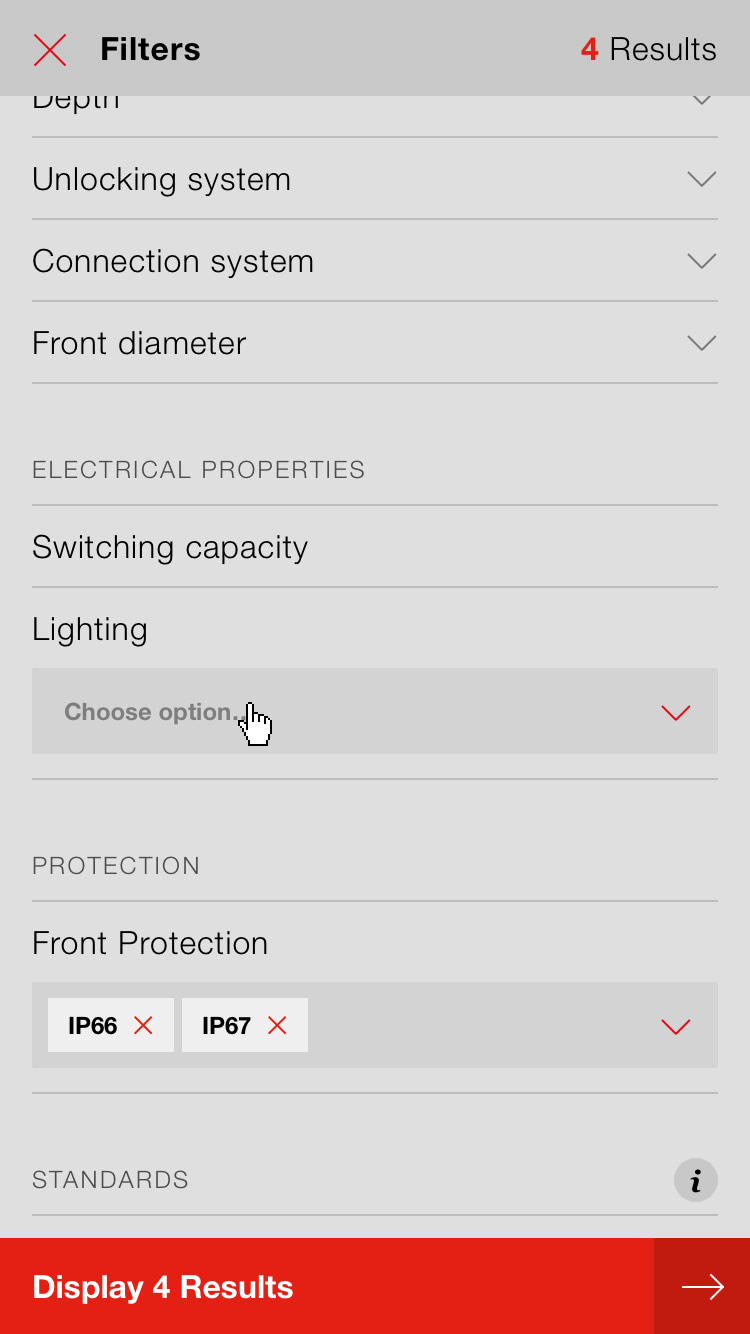 Filters
4 Results
Depth
Unlocking system
Connection system
Front diameter
ELECTRICAL PROPERTIES
Switching capacity
Lighting
Choose option..
PROTECTION
Front Protection
IP66 IP67
STANDARDS
i
Display 4 Results